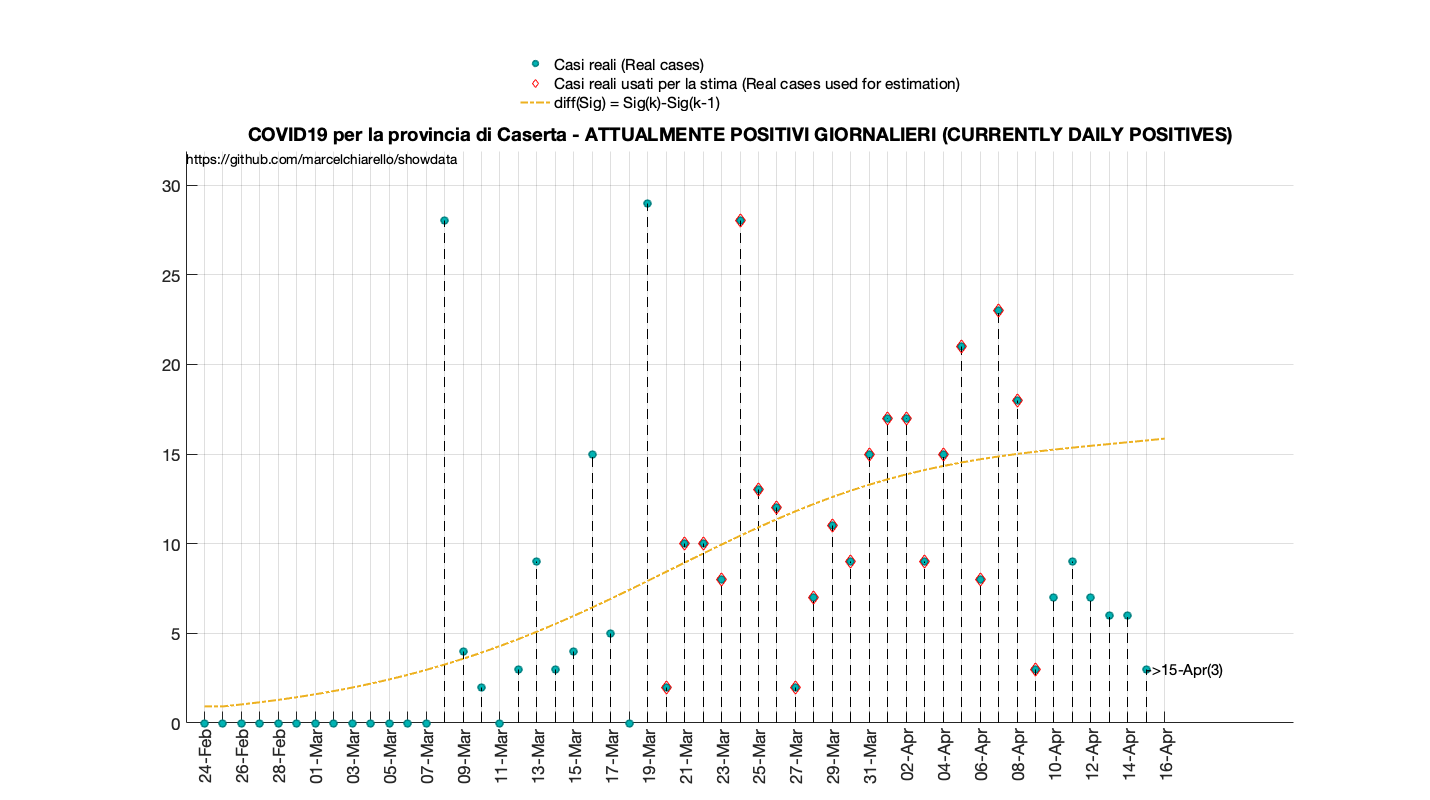 Casi reali (Real cases)
Casi reali usati per la stima (Real cases used for estimation)
diff(Sig) = Sig(k)-Sig(k-1)
COVID19 per la provincia di Caserta - ATTUALMENTE POSITIVI GIORNALIERI (CURRENTLY DAILY POSITIVES)
https://github.com/marcelchiarello/showdata
30
25
20
15
10
5
0
->15-Apr(3)
24-Feb
26-Feb
28-Feb
01-Mar
03-Mar
05-Mar
07-Mar
09-Mar
11-Mar
13-Mar
15-Mar
17-Mar
19-Mar
21-Mar
23-Mar
25-Mar
27-Mar
29-Mar
31-Mar
02-Apr
04-Apr
06-Apr
08-Apr
10-Apr
12-Apr
14-Apr
16-Apr